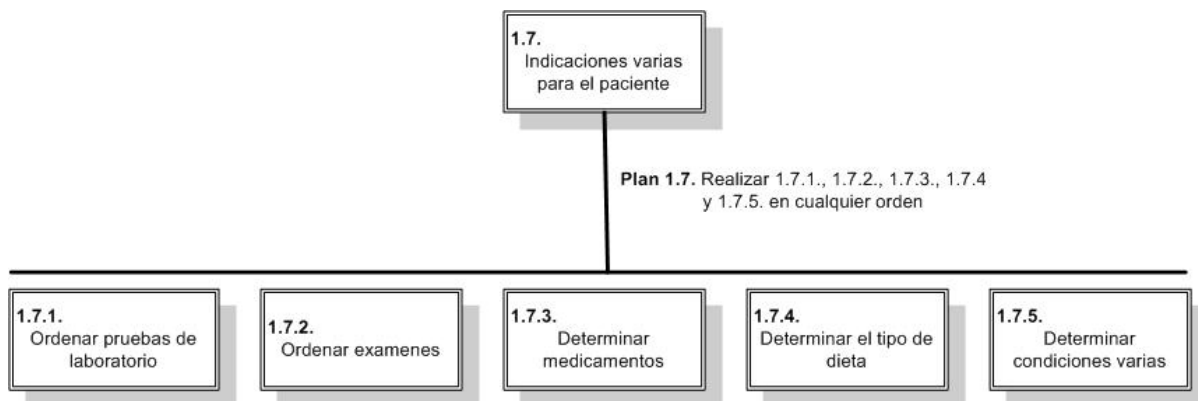 1.7.
Indicaciones varias
para el paciente
Plan 1.7. Realizar 1.7.1., 1.7.2., 1.7.3., 1.7.4
y 1.7.5. en cualquier orden
1.7.1.
Ordenar pruebas de
laboratorio
1.7.2.
Ordenar examenes
1.7.3.
Determinar
medicamentos
1.7.4.
Determinar el tipo de
dieta
1.7.5.
Determinar
condiciones varias